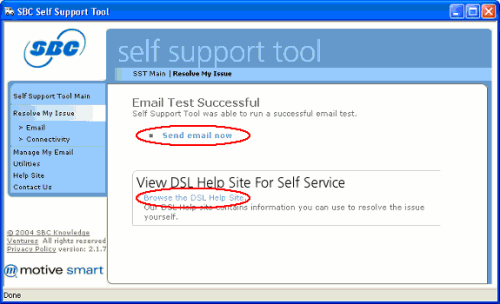 SBC Self Support Tool
SBC
self support tool
SST Main | Resolve My Issue
Self Support Tool Main
Resolve My Issue
> Email
> Connectivity
Manage My Email
Utilities
Help Site
Contact Us
© 2004 SBC Knowledge
Ventures All rights reserved
Privacy Policy version: 2.1.7
motive smart
Email Test Successful
Self Support Tool was able to run a successful email test.
Send email now
View DSL Help Site For Self Service
Browse the DSL Help Site
Our DSL Help site contains information you can use to resolve the issue
yourself.
Done